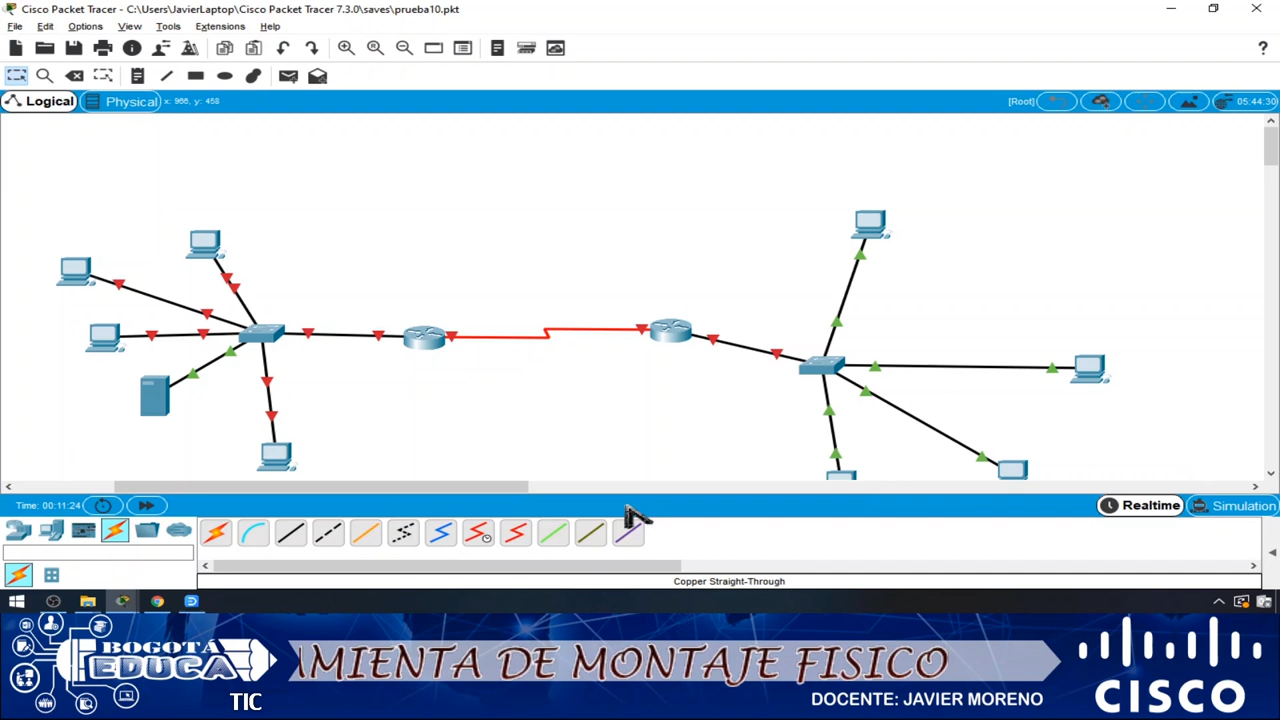 Cisco Packet Tracer - C:\Users\JavierLaptop\Cisco Packet Tracer 7.3.0\saves\prueba10.pkt
File Edit Options View Tools Extensions Help
?
Logical Physical x: 966, y: 458 [Root] 05:44:30
Time: 00:11:24 Realtime Simulation
Copper Straight-Through
BOGOTÁ
EDUCA
TIC
AMIENTA DE MONTAJE FISICO
DOCENTE: JAVIER MORENO
CISCO